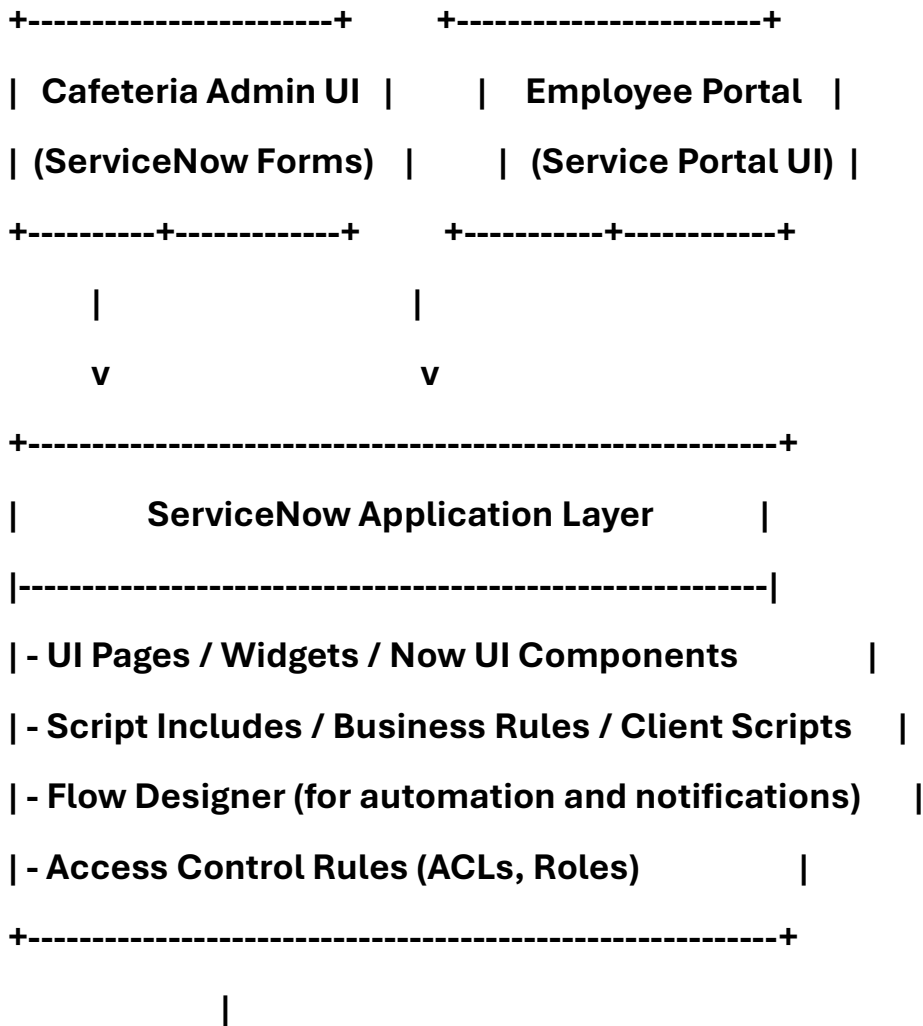 +------------------------+       +------------------------+
|  Cafeteria Admin UI  |       |   Employee Portal   |
| (ServiceNow Forms)   |       | (Service Portal UI) |
+----------+-------------+       +-----------+------------+
|                         |
v                         v
+-----------------------------------------------------------+
|          ServiceNow Application Layer         |
|-----------------------------------------------------------|
| - UI Pages / Widgets / Now UI Components           |
| - Script Includes / Business Rules / Client Scripts    |
| - Flow Designer (for automation and notifications)     |
| - Access Control Rules (ACLs, Roles)              |
+-----------------------------------------------------------+
|